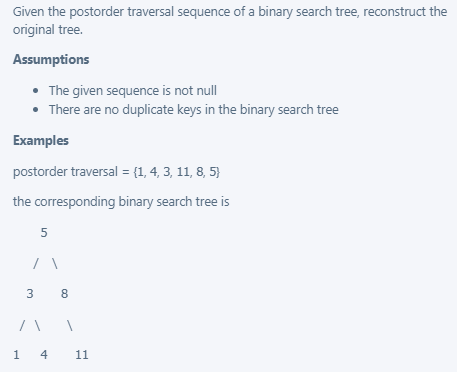 Given the postorder traversal sequence of a binary search tree, reconstruct the
original tree.
Assumptions
• The given sequence is not null
• There are no duplicate keys in the binary search tree
Examples
postorder traversal = {1, 4, 3, 11, 8, 5}
the corresponding binary search tree is
5
/ \
3 8
/ \ \
1 4 11